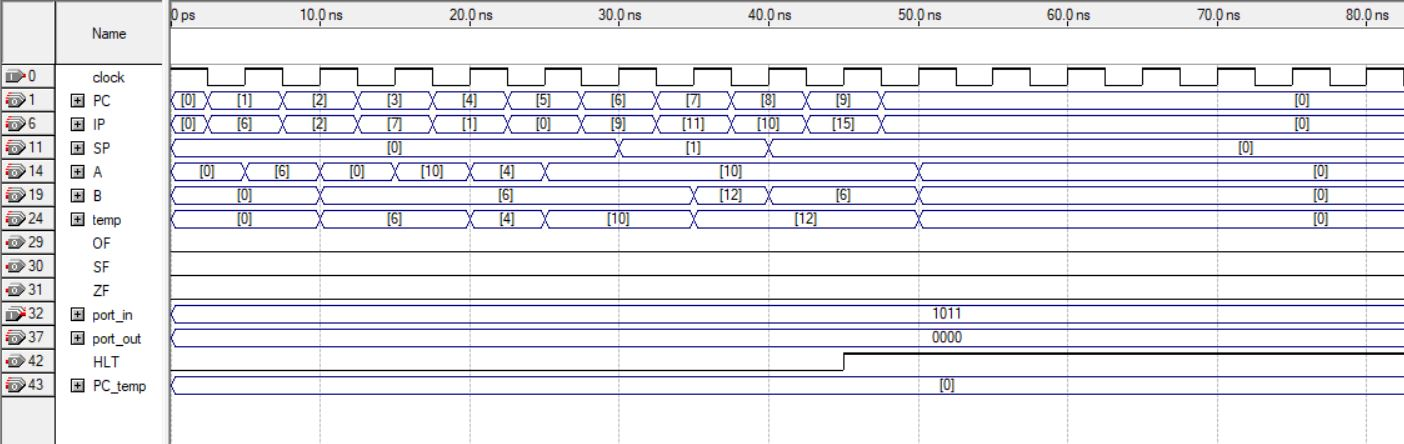 Name 0 ps 10.0 ns 20.0 ns 30.0 ns 40.0 ns 50.0 ns 60.0 ns 70.0 ns 80.0 ns
0 clock
1 PC [0] [1] [2] [3] [4] [5] [6] [7] [8] [9] [0]
6 IP [0] [6] [2] [7] [1] [0] [9] [11] [10] [15] [0]
11 SP [0] [1] [0]
14 A [0] [6] [0] [10] [4] [10] [0]
19 B [0] [6] [12] [6] [0]
24 temp [0] [6] [4] [10] [12] [0]
29 OF
30 SF
31 ZF
32 port_in 1011
37 port_out 0000
42 HLT
43 PC_temp [0]